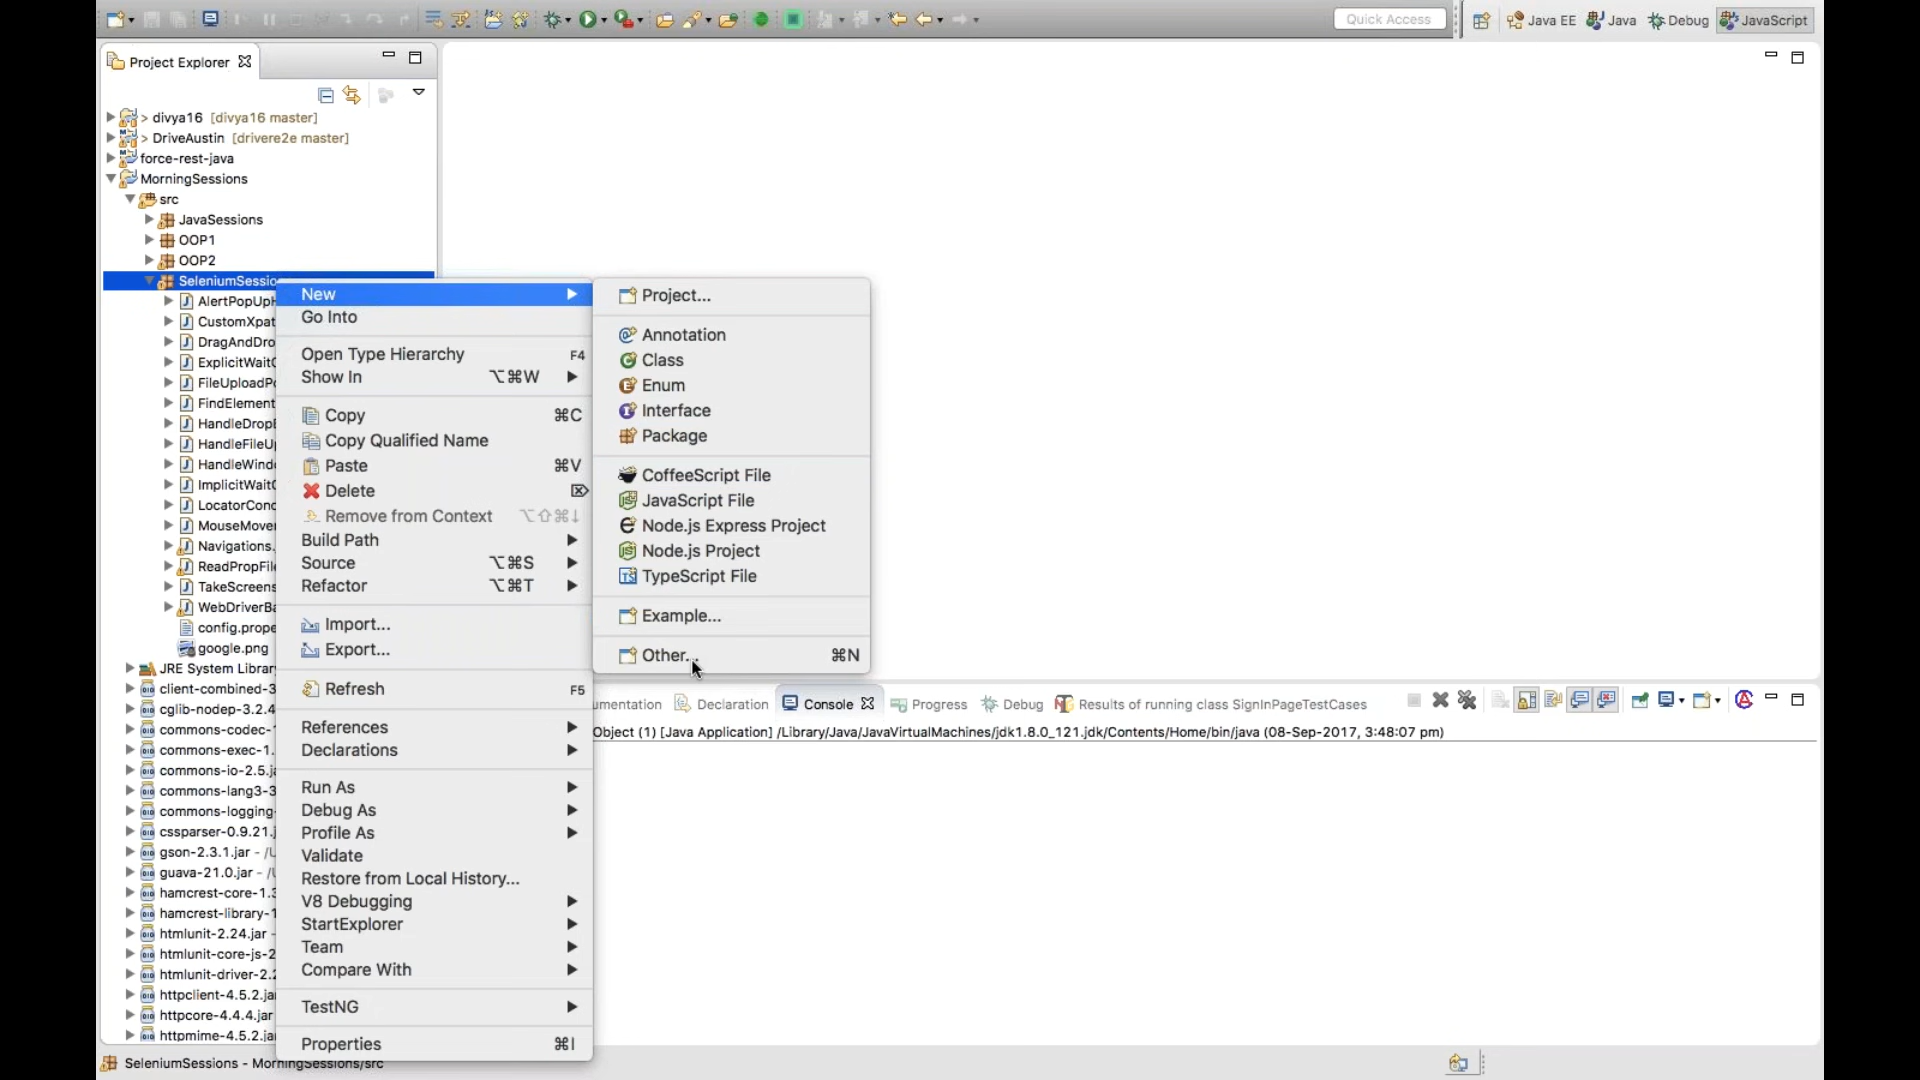 Quick Access
Java EE
Java
Debug
JavaScript
Project Explorer
> divya16 [divya16 master]
> DriveAustin [drivere2e master]
force-rest-java
MorningSessions
src
JavaSessions
OOP1
OOP2
SeleniumSessio
AlertPopUpH
CustomXpat
DragAndDro
ExplicitWait
FileUploadPo
FindElement
HandleDrop
HandleFileUp
HandleWind
ImplicitWait
LocatorConc
MouseMove
Navigations.
ReadPropFile
TakeScreens
WebDriverBa
config.prope
google.png
JRE System Library
client-combined-3
cglib-nodep-3.2.4
commons-codec-1
commons-exec-1.
commons-io-2.5.ja
commons-lang3-3
commons-logging-
cssparser-0.9.21.j
gson-2.3.1.jar - /U
guava-21.0.jar - /U
hamcrest-core-1.3
hamcrest-library-1
htmlunit-2.24.jar -
htmlunit-core-js-2
htmlunit-driver-2.2
httpclient-4.5.2.ja
httpcore-4.4.4.jar
httpmime-4.5.2.ja
New
Go Into
Open Type Hierarchy F4
Show In ⌥⌘W
Copy ⌘C
Copy Qualified Name
Paste ⌘V
Delete ⌦
Remove from Context ⌥⇧⌘↓
Build Path
Source ⌥⌘S
Refactor ⌥⌘T
Import...
Export...
Refresh F5
References
Declarations
Run As
Debug As
Profile As
Validate
Restore from Local History...
V8 Debugging
StartExplorer
Team
Compare With
TestNG
Properties ⌘I
Project...
Annotation
Class
Enum
Interface
Package
CoffeeScript File
JavaScript File
Node.js Express Project
Node.js Project
TypeScript File
Example...
Other... ⌘N
umentation
Declaration
Console
Progress
Debug
Results of running class SignInPageTestCases
Object (1) [Java Application] /Library/Java/JavaVirtualMachines/jdk1.8.0_121.jdk/Contents/Home/bin/java (08-Sep-2017, 3:48:07 pm)
SeleniumSessions - MorningSessions/src